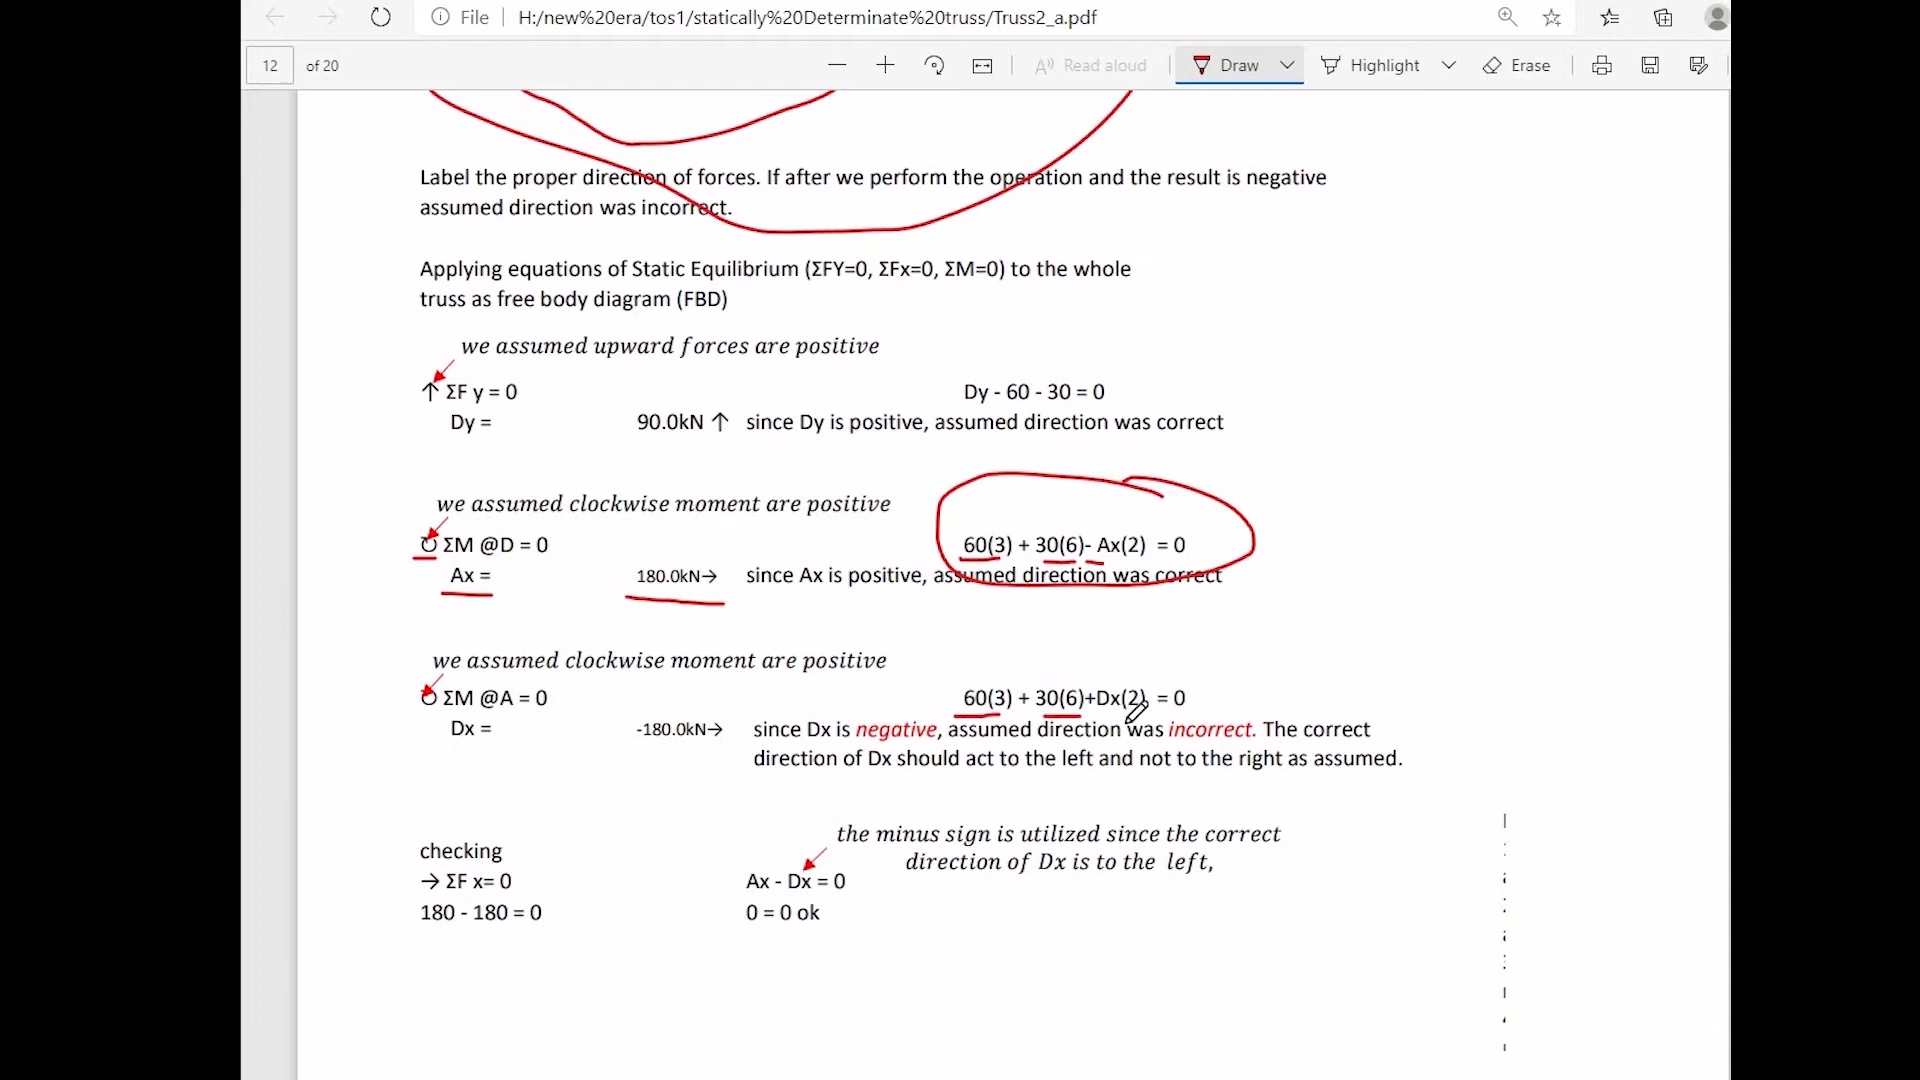 File H:/new%20era/tos1/statically%20Determinate%20truss/Truss2_a.pdf
12 of 20 Read aloud Draw Highlight Erase
Label the proper direction of forces. If after we perform the operation and the result is negative
assumed direction was incorrect.
Applying equations of Static Equilibrium (ΣFY=0, ΣFx=0, ΣM=0) to the whole
truss as free body diagram (FBD)
we assumed upward forces are positive
↑ ΣF y = 0 Dy - 60 - 30 = 0
Dy = 90.0kN ↑ since Dy is positive, assumed direction was correct
we assumed clockwise moment are positive
↻ ΣM @D = 0 60(3) + 30(6)- Ax(2) = 0
Ax = 180.0kN→ since Ax is positive, assumed direction was correct
we assumed clockwise moment are positive
↻ ΣM @A = 0 60(3) + 30(6)+Dx(2) = 0
Dx = -180.0kN→ since Dx is negative, assumed direction was incorrect. The correct
direction of Dx should act to the left and not to the right as assumed.
the minus sign is utilized since the correct
direction of Dx is to the left,
checking
→ ΣF x= 0 Ax - Dx = 0
180 - 180 = 0 0 = 0 ok